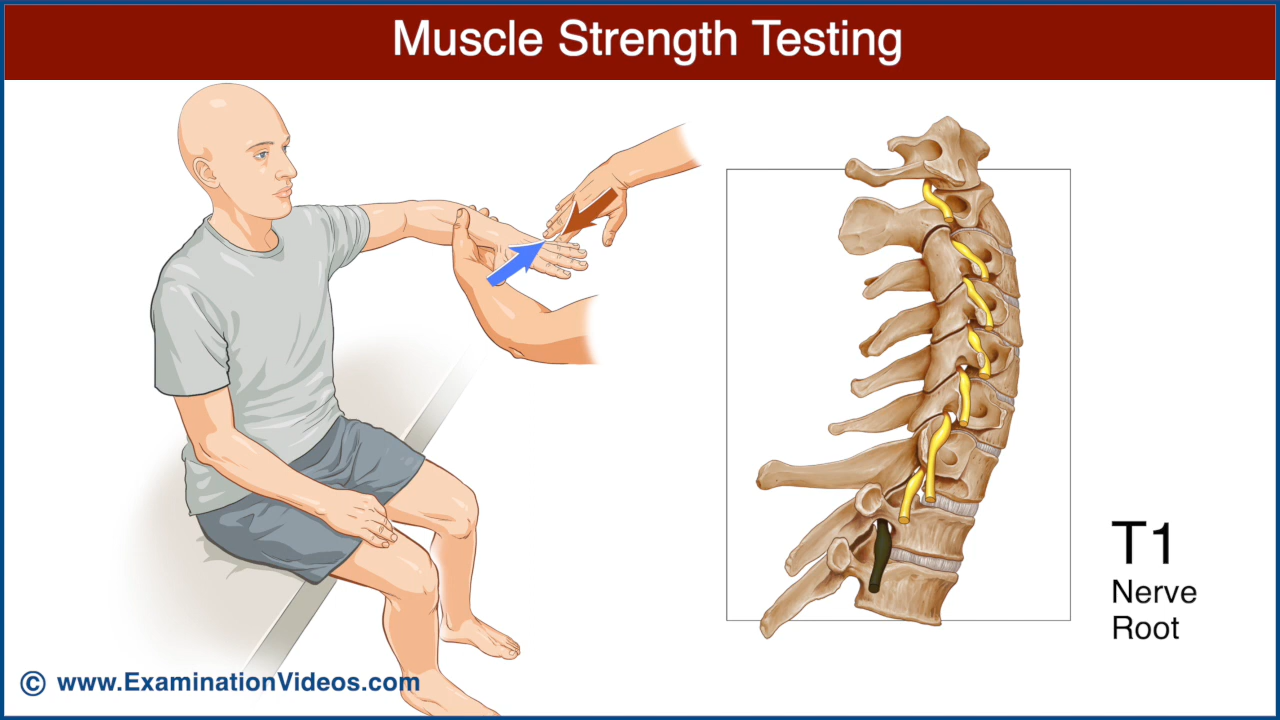 Muscle Strength Testing
T1
Nerve
Root
© www.ExaminationVideos.com